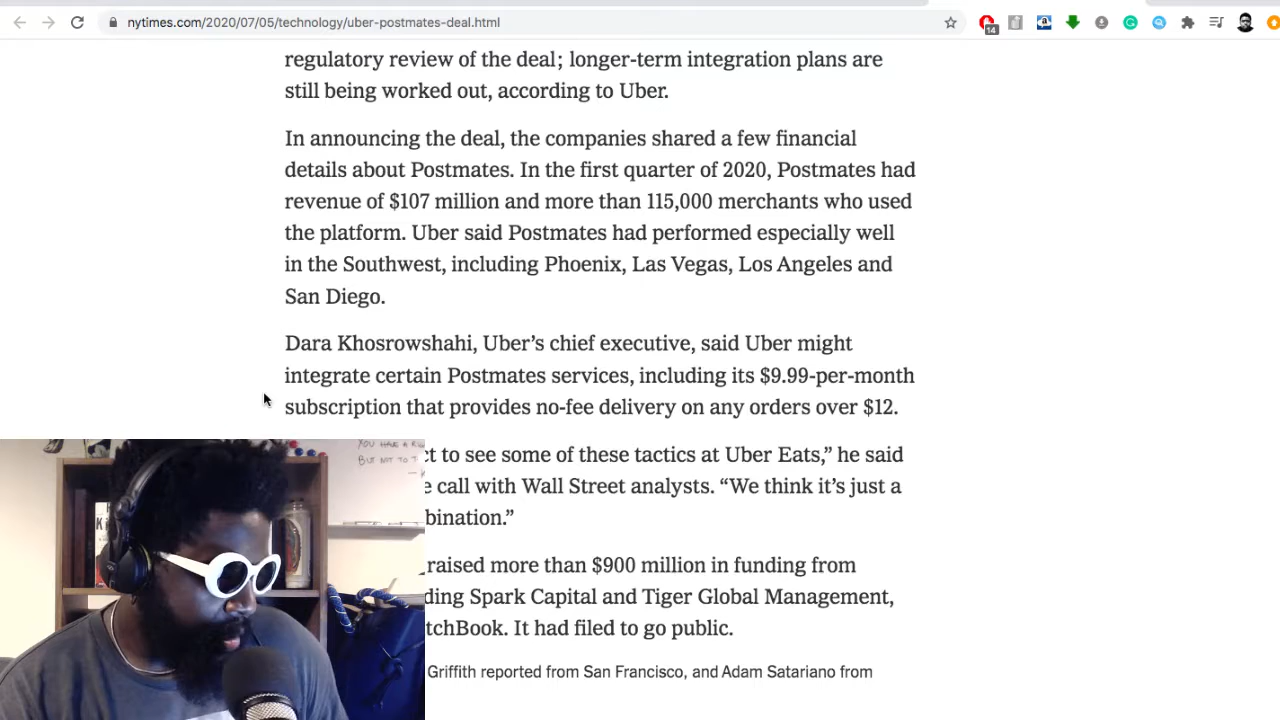 nytimes.com/2020/07/05/technology/uber-postmates-deal.html
14
regulatory review of the deal; longer-term integration plans are
still being worked out, according to Uber.
In announcing the deal, the companies shared a few financial
details about Postmates. In the first quarter of 2020, Postmates had
revenue of $107 million and more than 115,000 merchants who used
the platform. Uber said Postmates had performed especially well
in the Southwest, including Phoenix, Las Vegas, Los Angeles and
San Diego.
Dara Khosrowshahi, Uber’s chief executive, said Uber might
integrate certain Postmates services, including its $9.99-per-month
subscription that provides no-fee delivery on any orders over $12.
ct to see some of these tactics at Uber Eats,” he said
e call with Wall Street analysts. “We think it’s just a
bination.”
raised more than $900 million in funding from
ding Spark Capital and Tiger Global Management,
tchBook. It had filed to go public.
Griffith reported from San Francisco, and Adam Satariano from
YOU HAVE A
BUT NOT TO